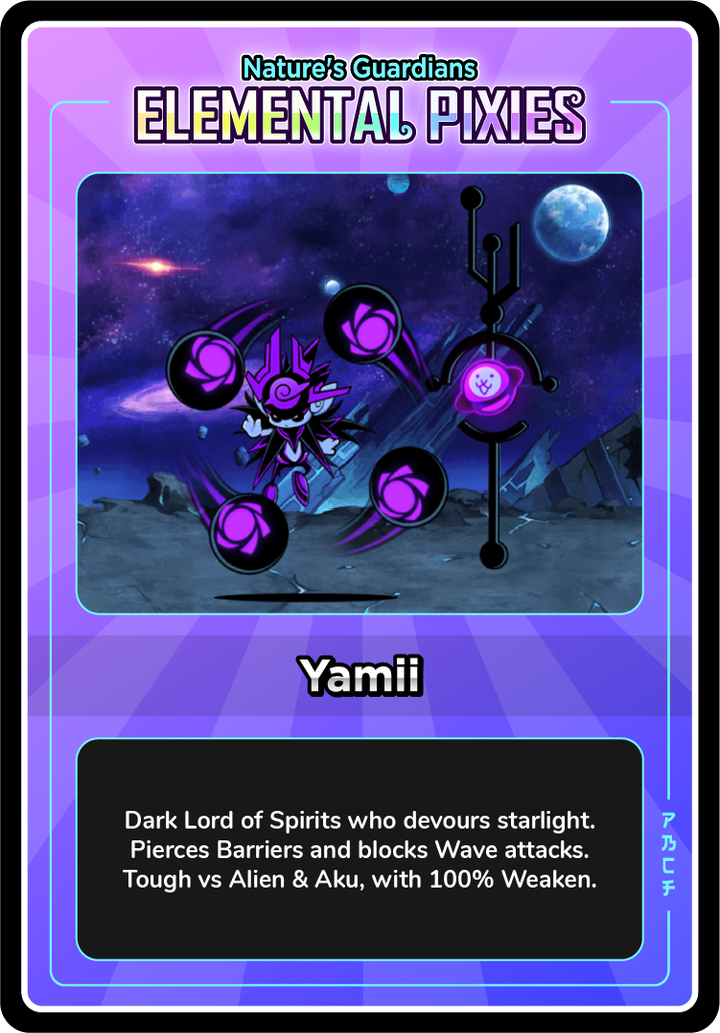 Nature's Guardians
ELEMENTAL PIXIES
Yamii
Dark Lord of Spirits who devours starlight.
Pierces Barriers and blocks Wave attacks.
Tough vs Alien & Aku, with 100% Weaken.